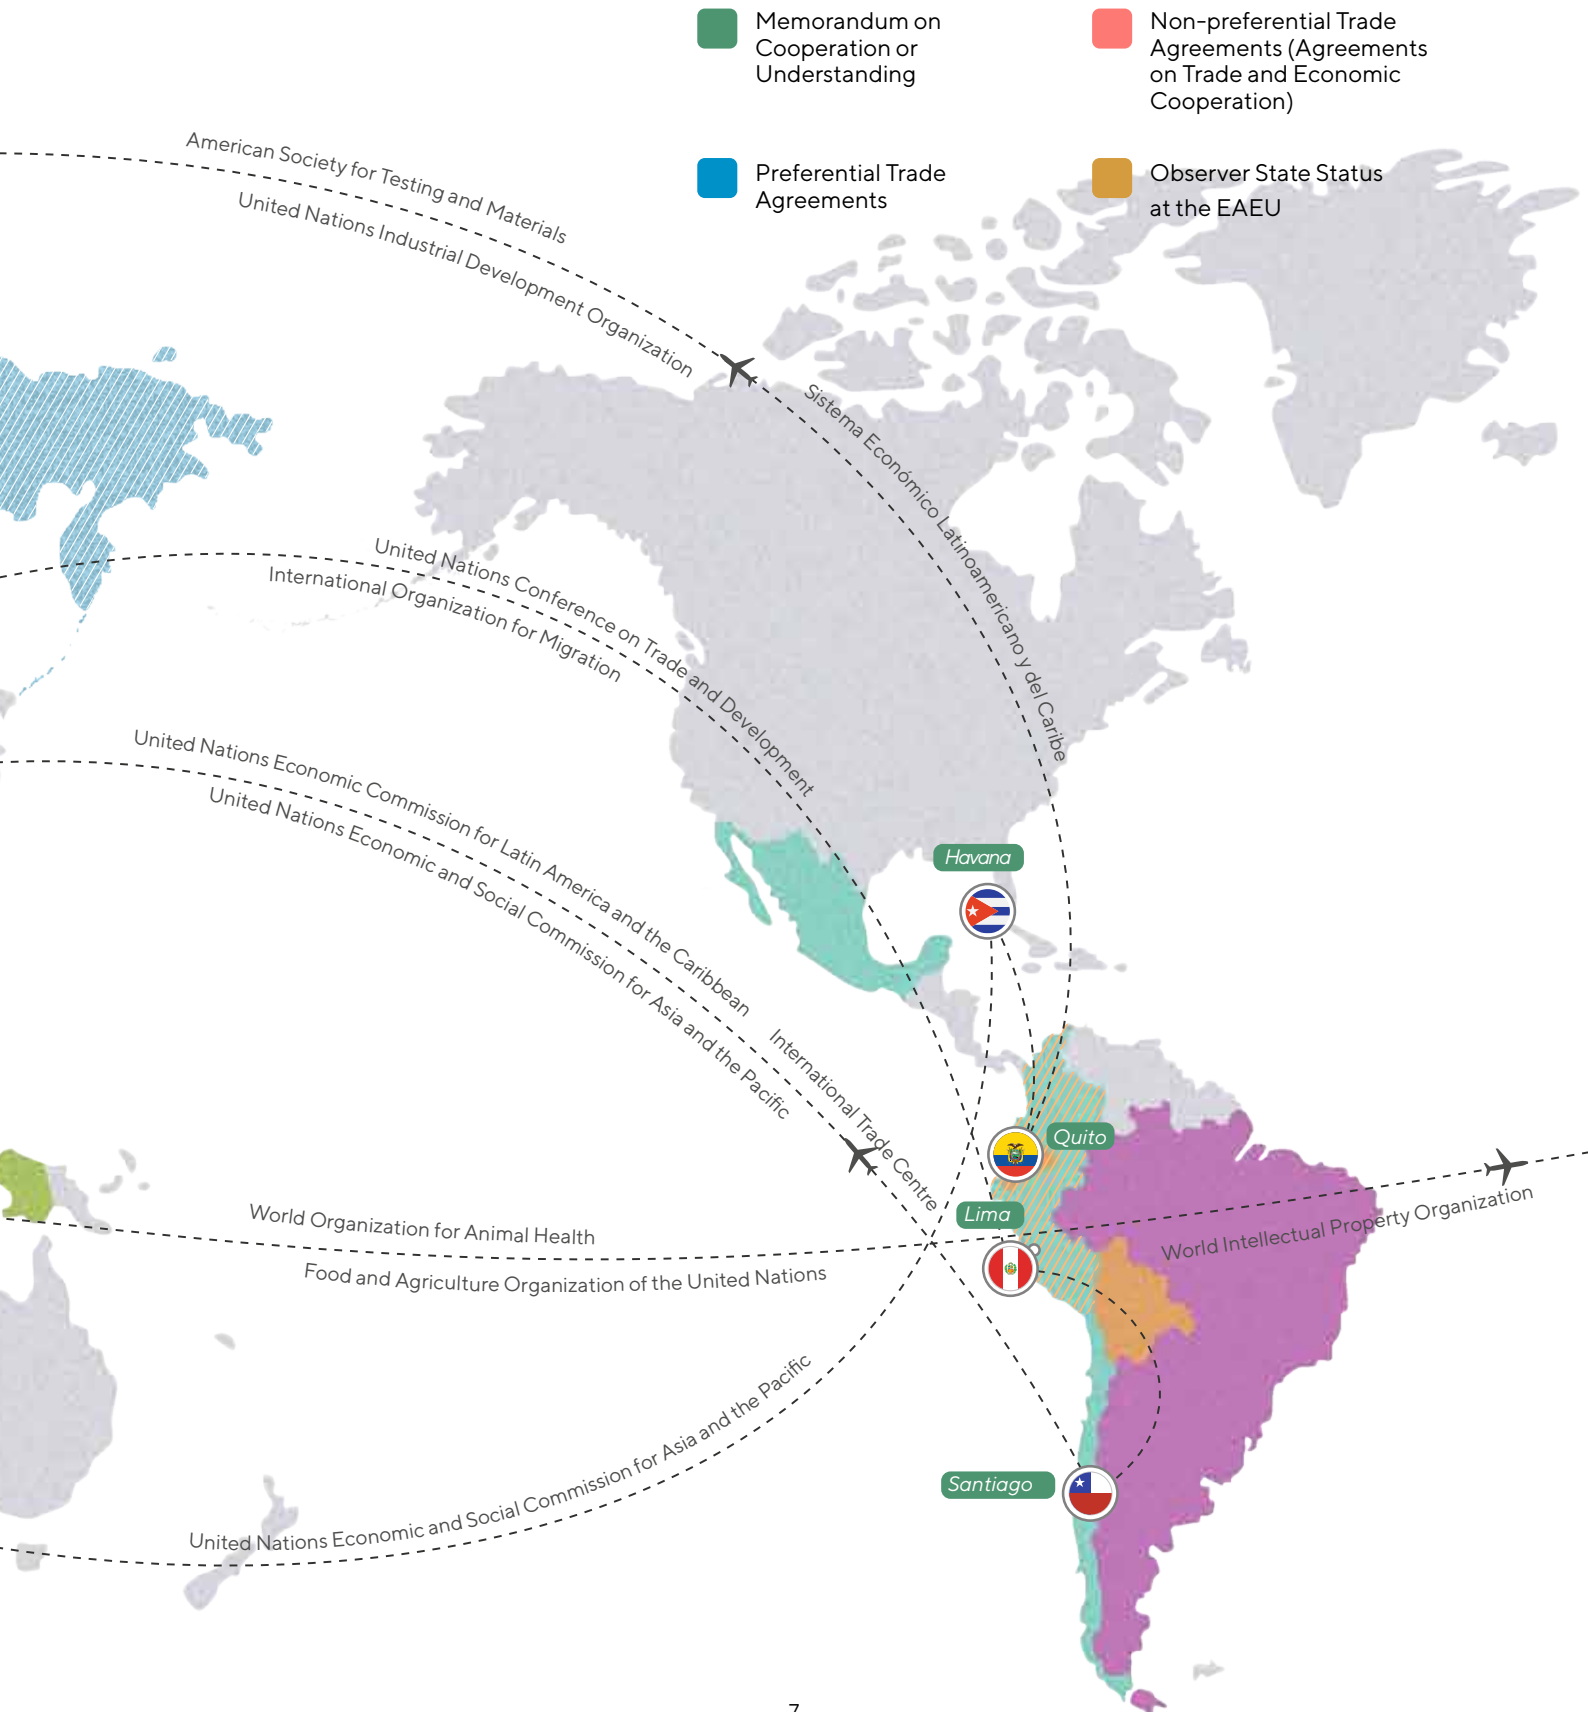 Memorandum on
Cooperation or
Understanding
Non-preferential Trade
Agreements (Agreements
on Trade and Economic
Cooperation)
Preferential Trade
Agreements
Observer State Status
at the EAEU
American Society for Testing and Materials
United Nations Industrial Development Organization
Sistema Económico Latinoamericano y del Caribe
United Nations Conference on Trade and Development
International Organization for Migration
United Nations Economic Commission for Latin America and the Caribbean
United Nations Economic and Social Commission for Asia and the Pacific
Havana
International Trade Centre
Quito
Lima
World Organization for Animal Health
Food and Agriculture Organization of the United Nations
World Intellectual Property Organization
United Nations Economic and Social Commission for Asia and the Pacific
Santiago
7